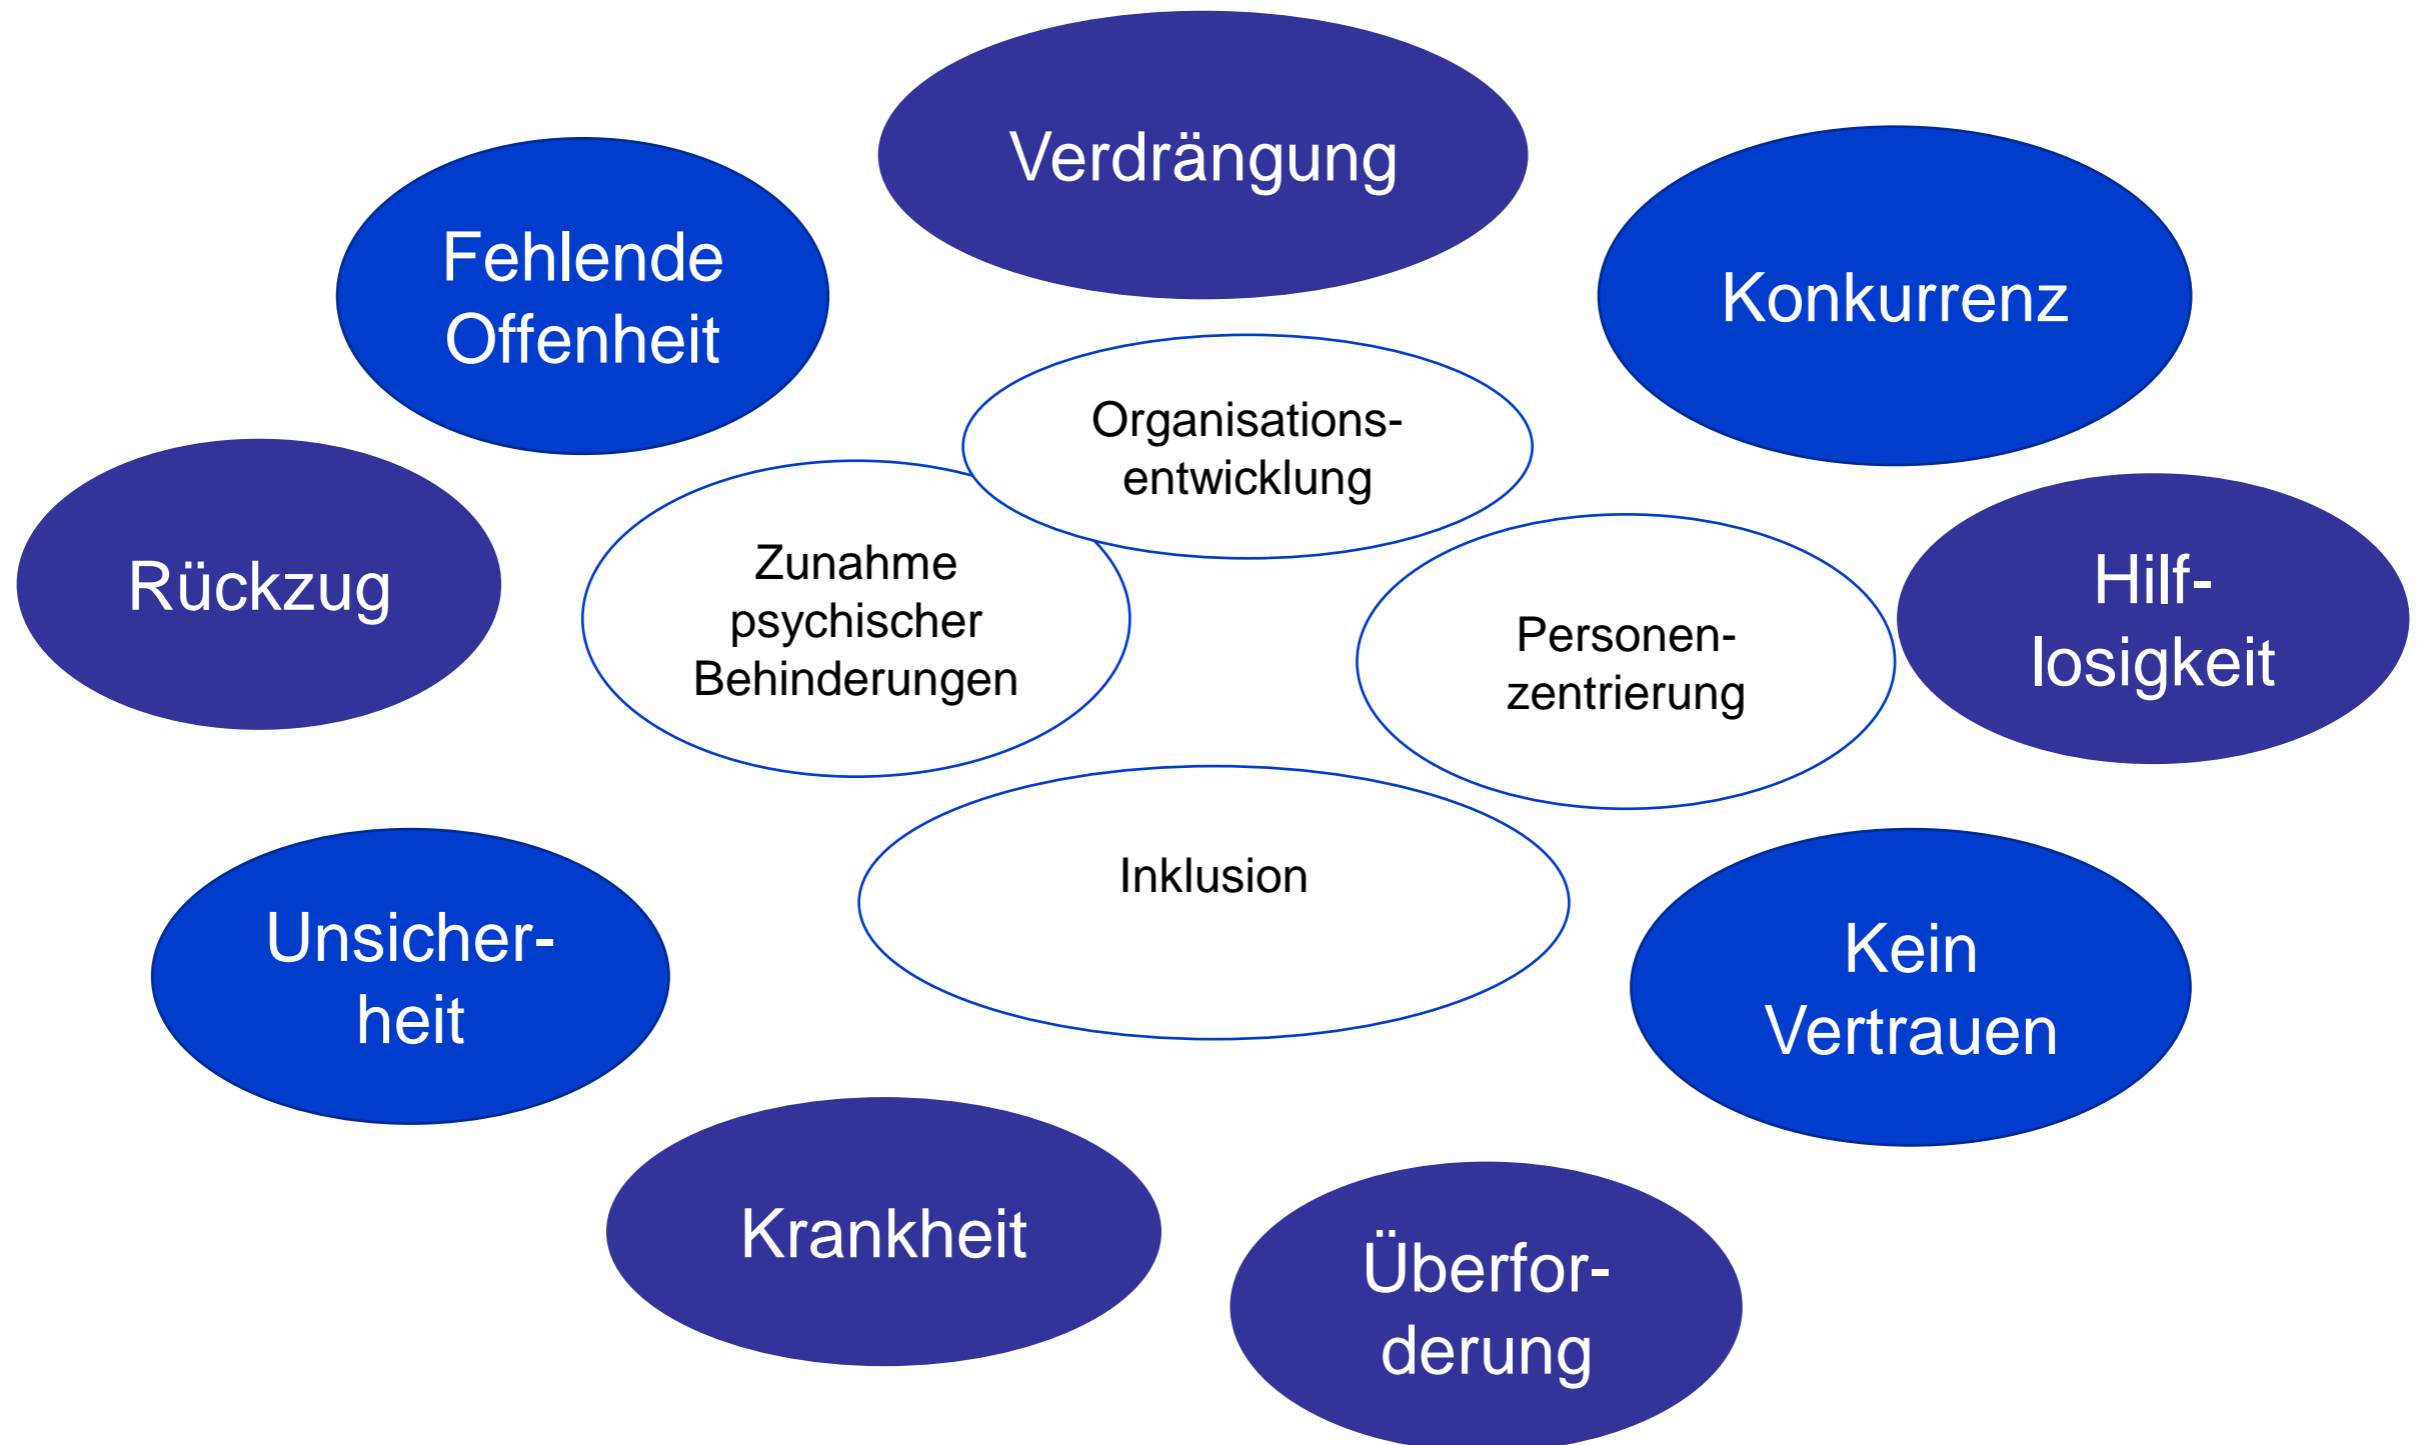 Verdrängung
Fehlende
Offenheit
Konkurrenz
Organisations-
entwicklung
Rückzug
Zunahme
psychischer
Behinderungen
Personen-
zentrierung
Hilf-
losigkeit
Inklusion
Unsicher-
heit
Kein
Vertrauen
Krankheit
Überfor-
derung